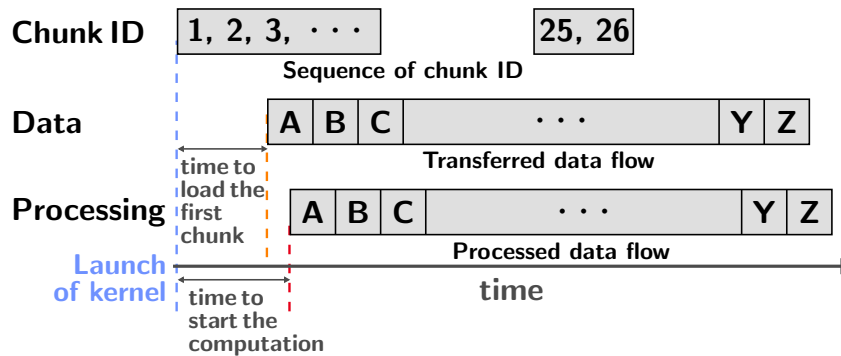 Chunk ID
1, 2, 3, · · ·
25, 26
Sequence of chunk ID
Data
A B C · · · Y Z
Transferred data flow
time to
load the
first
chunk
Processing
A B C · · · Y Z
Processed data flow
Launch
of kernel
time
time to
start the
computation